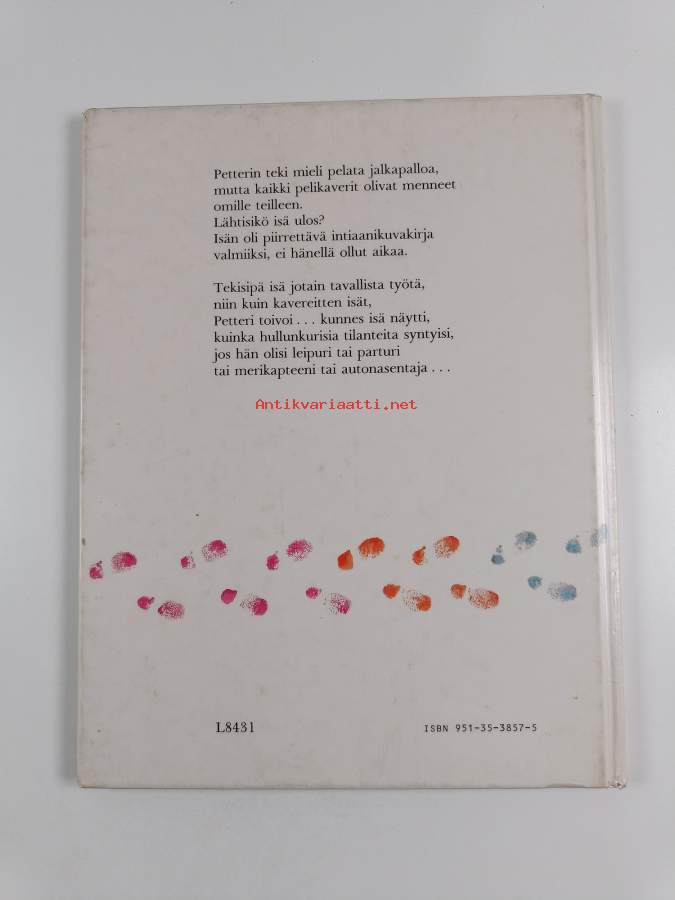 Petterin teki mieli pelata jalkapalloa,
mutta kaikki pelikaverit olivat menneet
omille teilleen.
Lähtisikö isä ulos?
Isän oli piirrettävä intiaanikuvakirja
valmiiksi, ei hänellä ollut aikaa.
Tekisipä isä jotain tavallista työtä,
niin kuin kavereitten isät,
Petteri toivoi . . . kunnes isä näytti,
kuinka hullunkurisia tilanteita syntyisi,
jos hän olisi leipuri tai parturi
tai merikapteeni tai autonasentaja . . .
Antikvariaatti.net
L8431
ISBN 951-35-3857-5